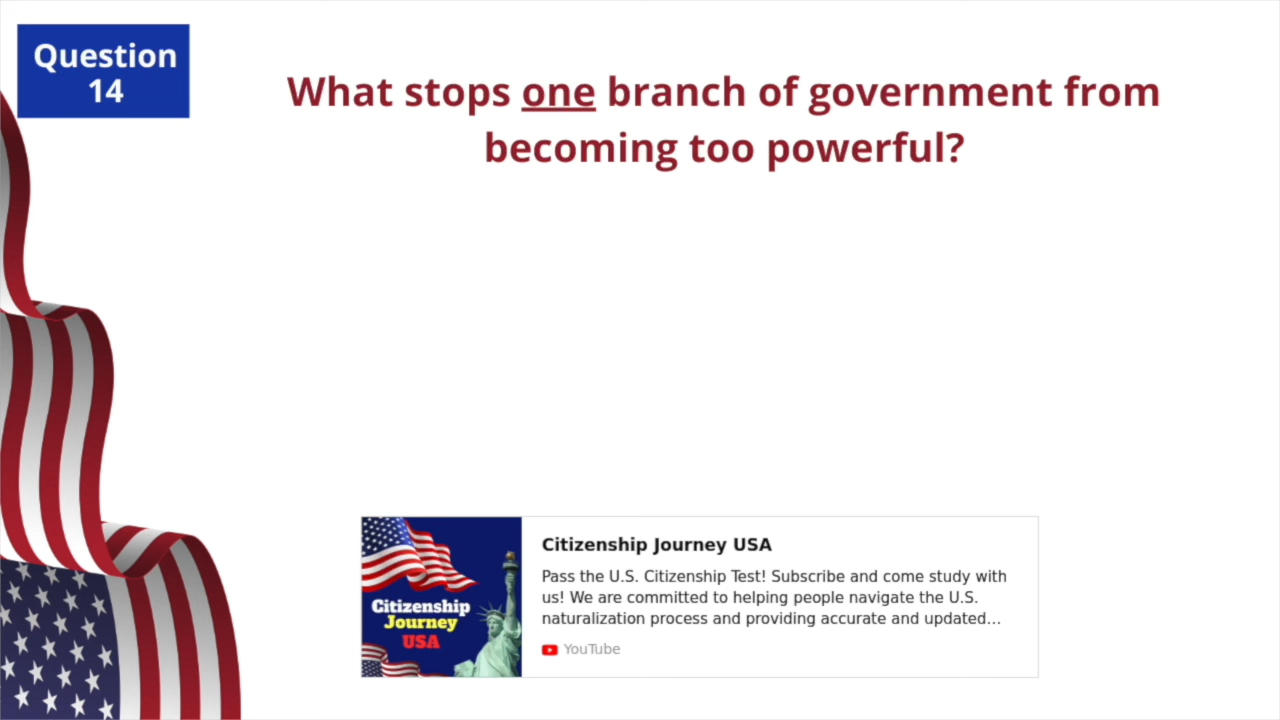 Question
14
What stops one branch of government from
becoming too powerful?
Citizenship
Journey
USA
Citizenship Journey USA
Pass the U.S. Citizenship Test! Subscribe and come study with
us! We are committed to helping people navigate the U.S.
naturalization process and providing accurate and updated...
YouTube